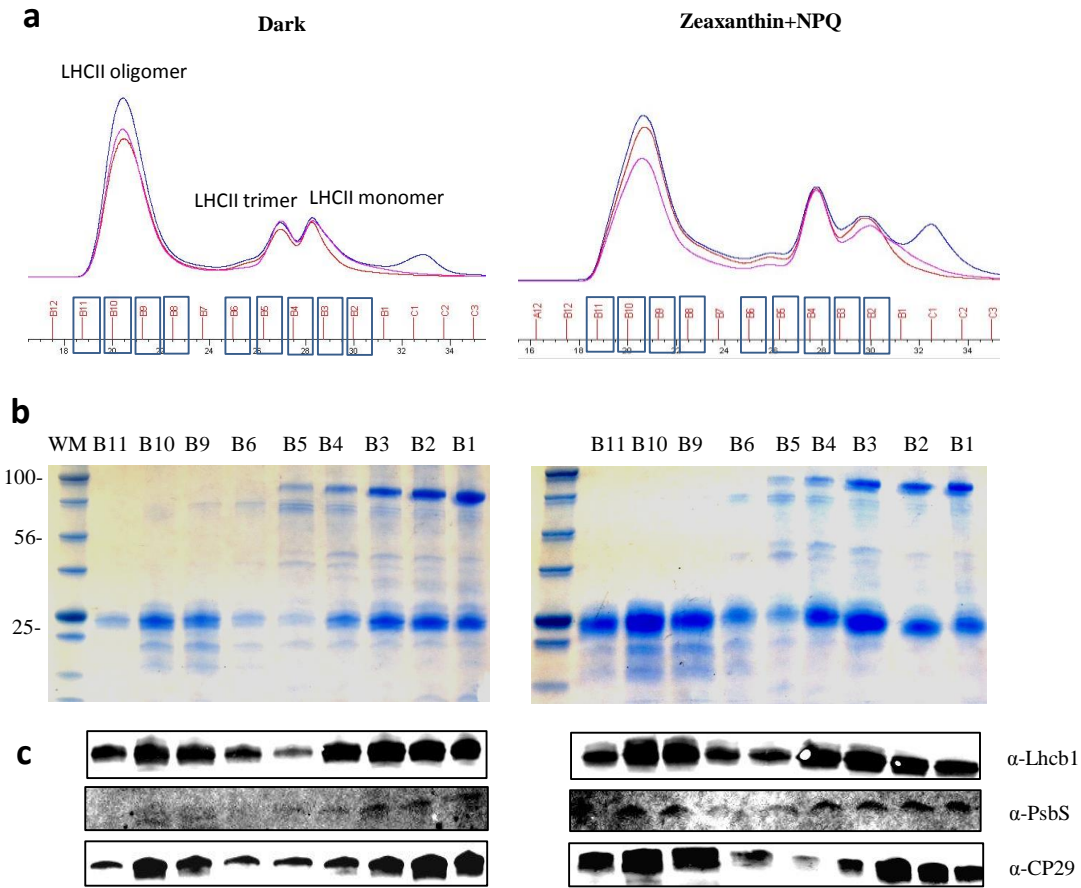 a
Dark
Zeaxanthin+NPQ
LHCII oligomer
LHCII trimer
LHCII monomer
B12 B11 B10 B9 B8 B7 B6 B5 B4 B3 B2 B1 C1 C2 C3
18 20 22 24 26 28 30 32 34
A12 B12 B11 B10 B9 B8 B7 B6 B5 B4 B3 B2 B1 C1 C2 C3
16 18 20 22 24 26 28 30 32 34
b
WM B11 B10 B9 B6 B5 B4 B3 B2 B1
B11 B10 B9 B6 B5 B4 B3 B2 B1
100-
56-
25-
c
α-Lhcb1
α-PsbS
α-CP29